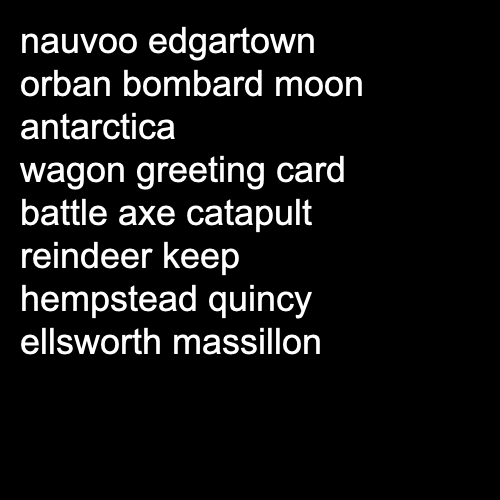 nauvoo edgartown
orban bombard moon
antarctica
wagon greeting card
battle axe catapult
reindeer keep
hempstead quincy
ellsworth massillon